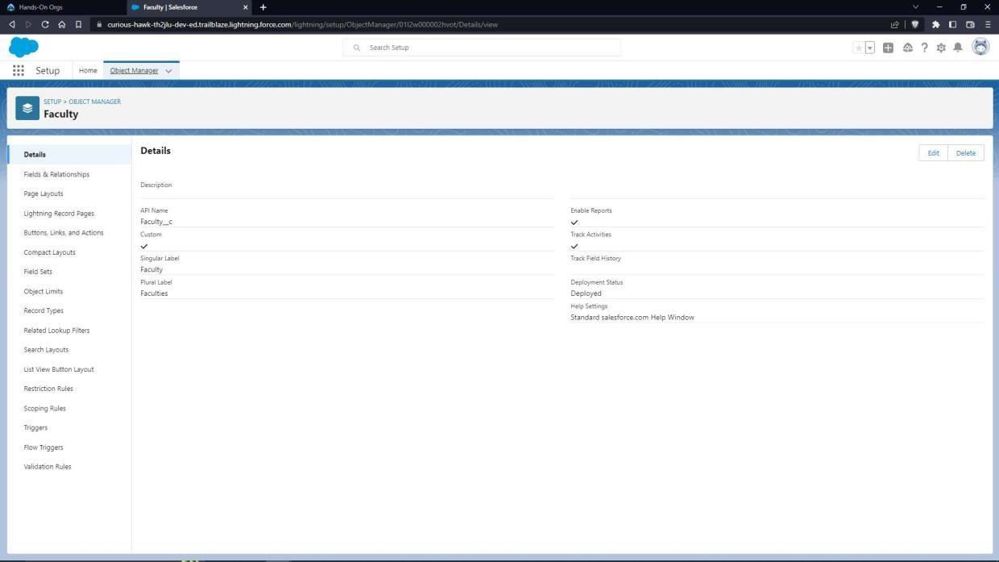 Hands-On Orgs
Faculty | Salesforce
curious-hawk-th2jlu-dev-ed.trailblaze.lightning.force.com/lightning/setup/ObjectManager/01I2w000002hvot/Details/view
Search Setup
Setup
Home
Object Manager
SETUP > OBJECT MANAGER
Faculty
Details
Fields & Relationships
Page Layouts
Lightning Record Pages
Buttons, Links, and Actions
Compact Layouts
Field Sets
Object Limits
Record Types
Related Lookup Filters
Search Layouts
List View Button Layout
Restriction Rules
Scoping Rules
Triggers
Flow Triggers
Validation Rules
Details
Edit
Delete
Description
API Name
Faculty__c
Custom
Singular Label
Faculty
Plural Label
Faculties
Enable Reports
Track Activities
Track Field History
Deployment Status
Deployed
Help Settings
Standard salesforce.com Help Window